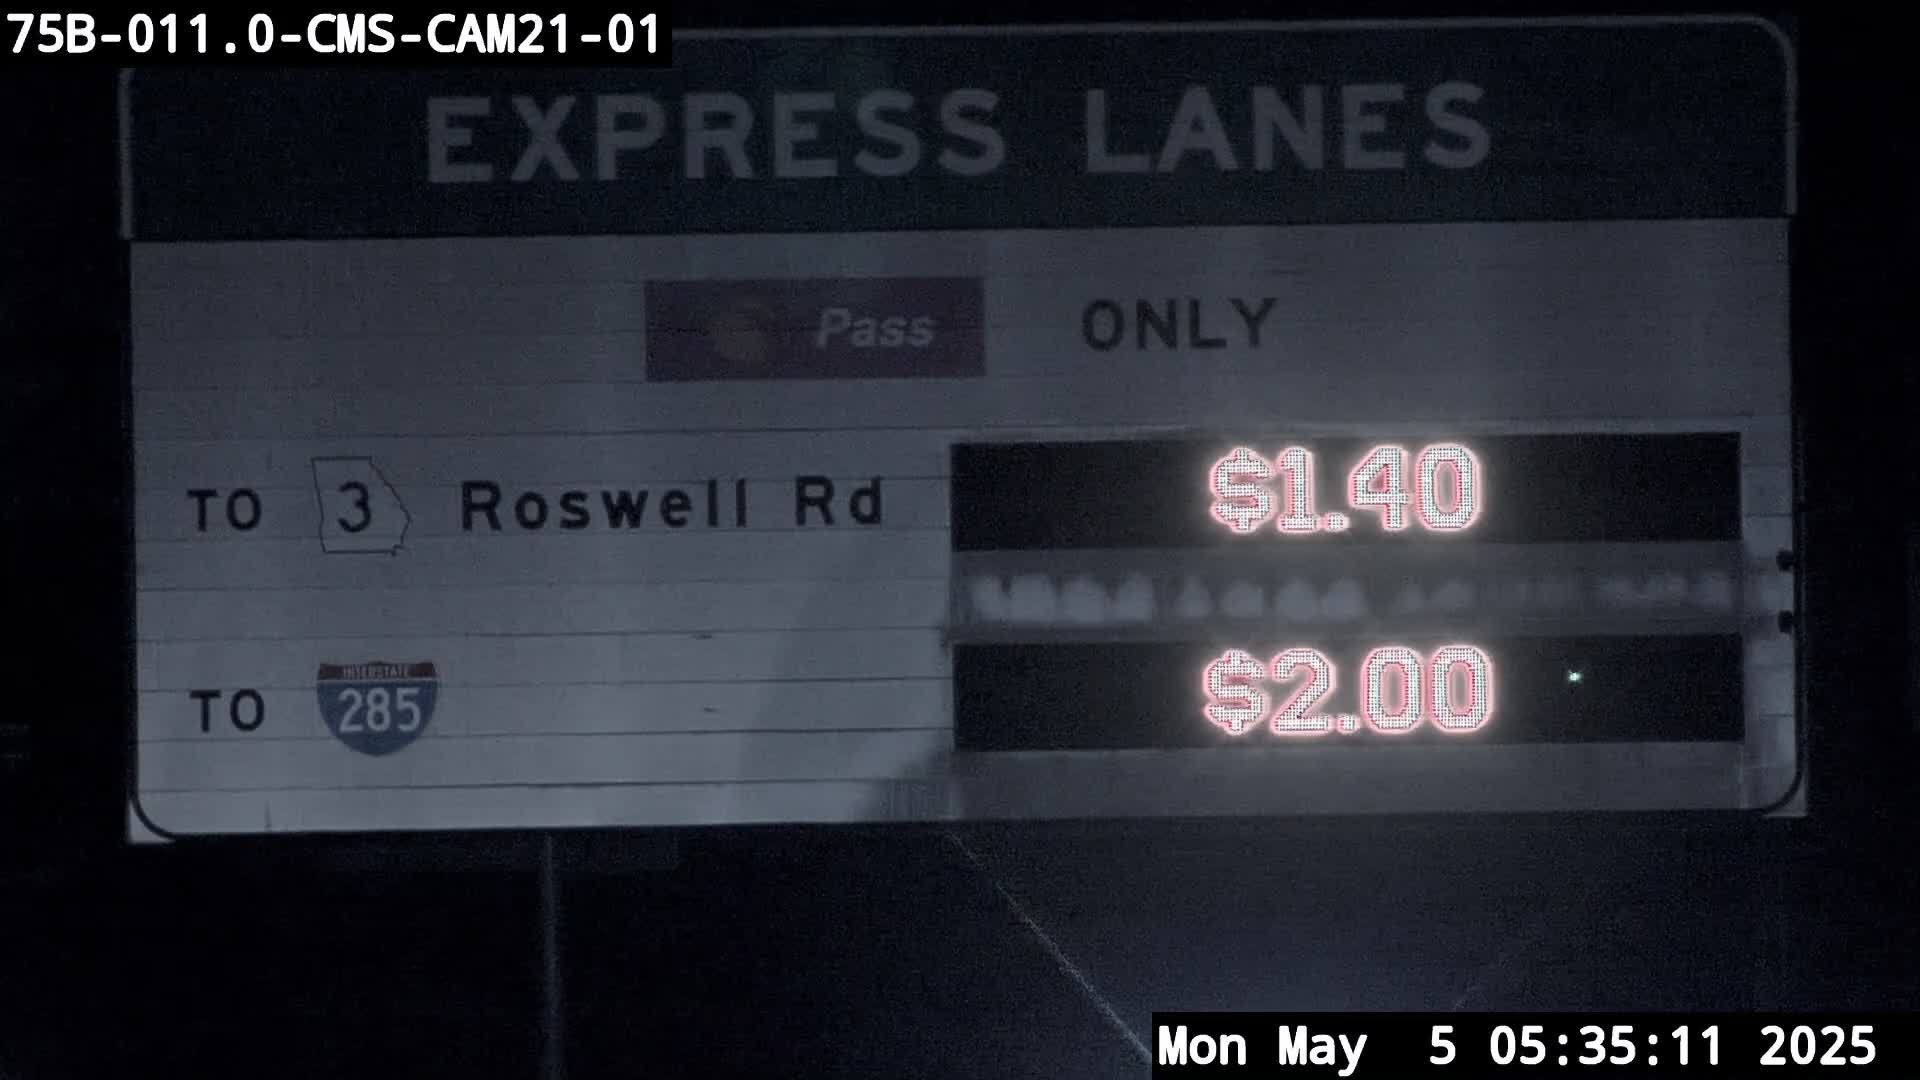 75B-011.0-CMS-CAM21-01
EXPRESS LANES
Pass ONLY
TO 3 Roswell Rd $1.40
INTERSTATE
TO 285 $2.00
Mon May 5 05:35:11 2025